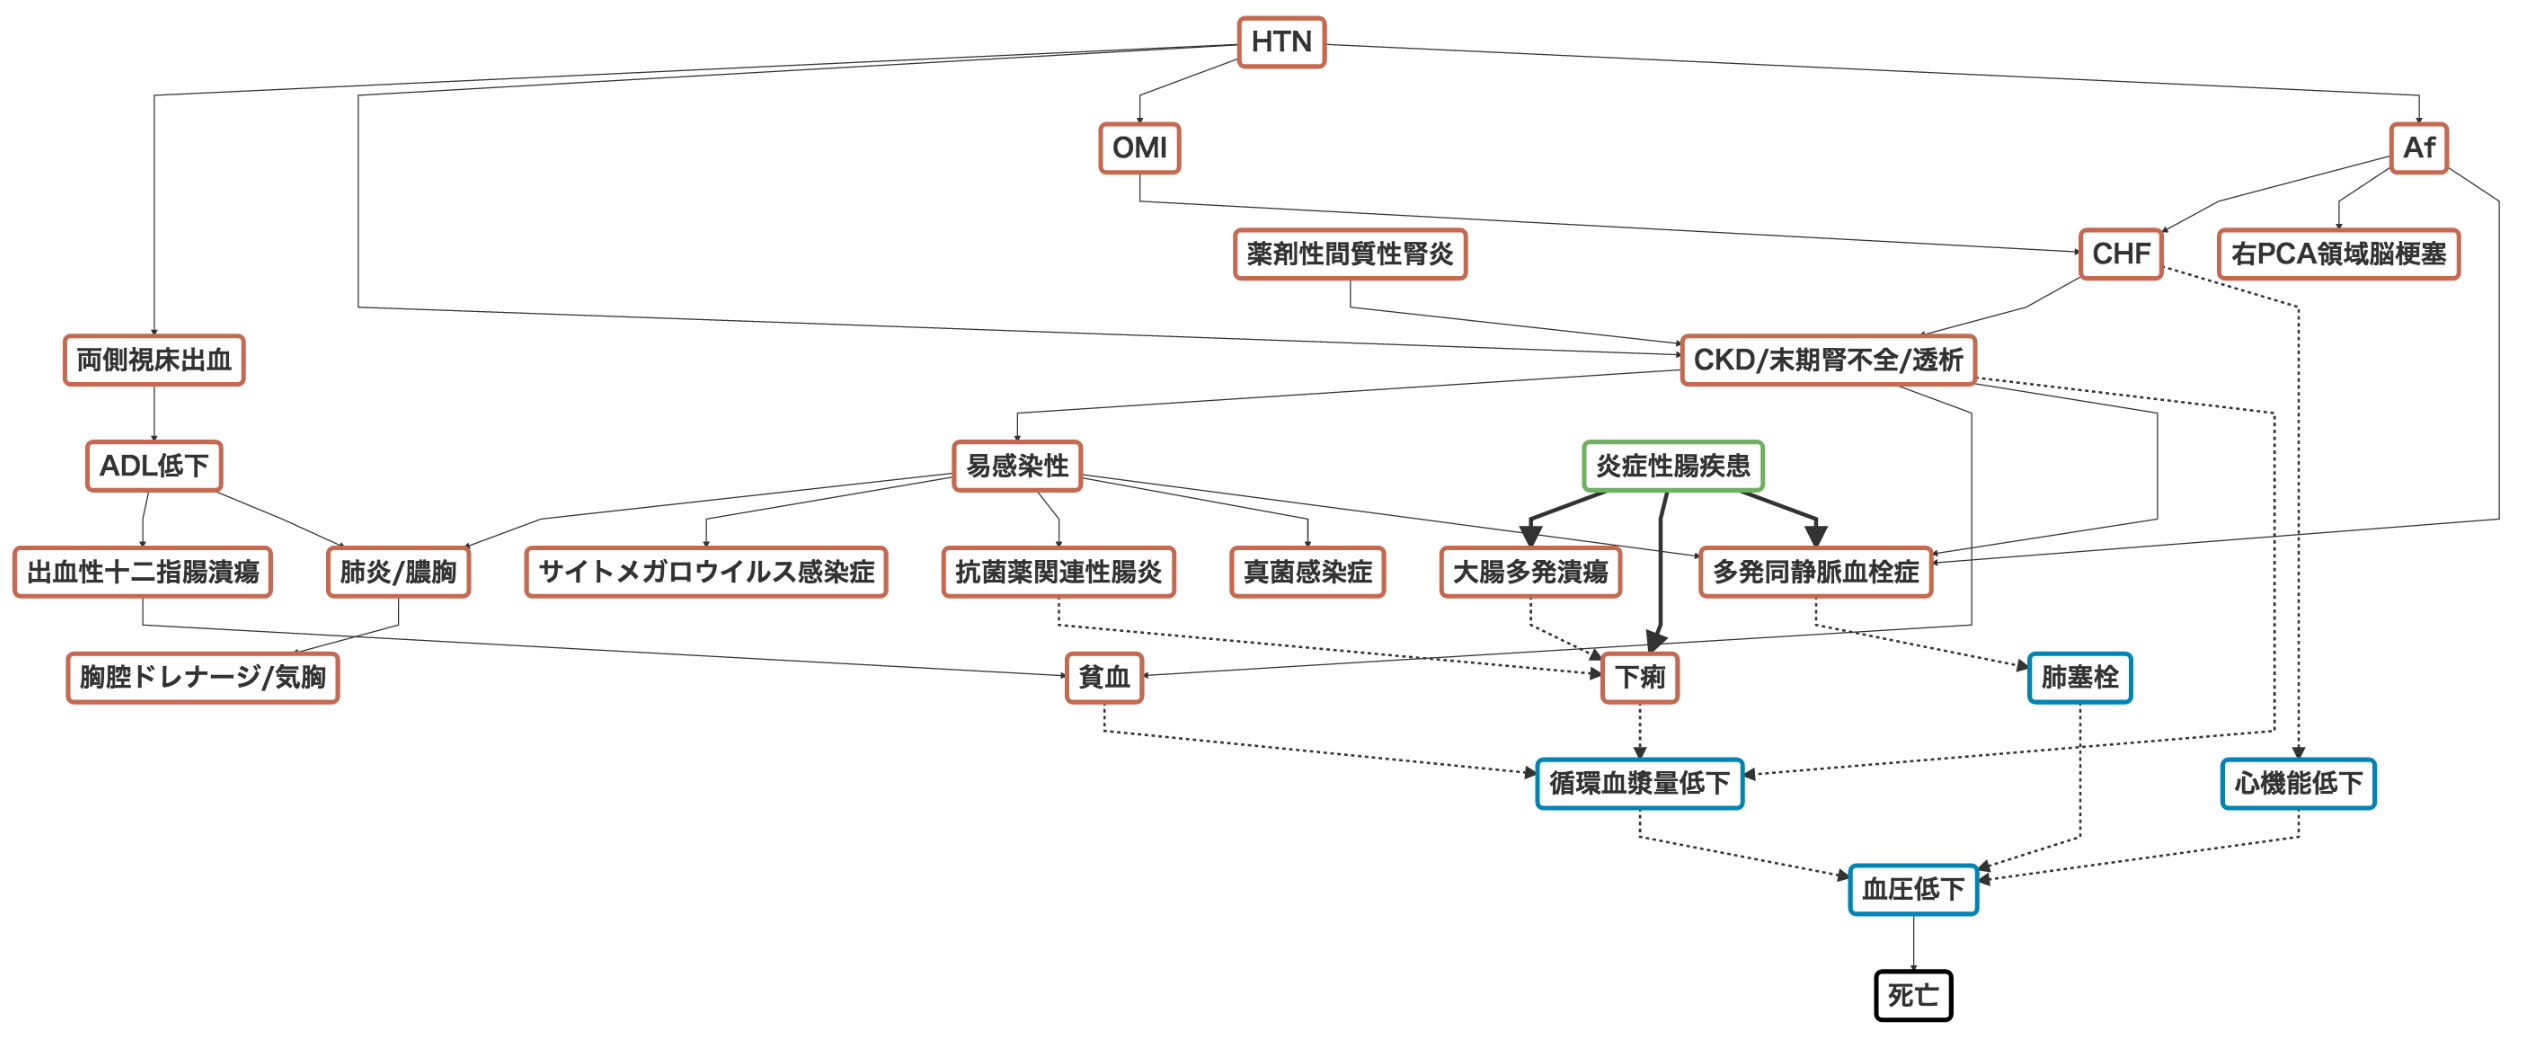 HTN
OMI
Af
薬剤性間質性腎炎
CHF
右PCA領域脳梗塞
両側視床出血
CKD/末期腎不全/透析
ADL低下
易感染性
炎症性腸疾患
出血性十二指腸潰瘍
肺炎/膿胸
サイトメガロウイルス感染症
抗菌薬関連性腸炎
真菌感染症
大腸多発潰瘍
多発同静脈血栓症
胸腔ドレナージ/気胸
貧血
下痢
肺塞栓
循環血漿量低下
心機能低下
血圧低下
死亡